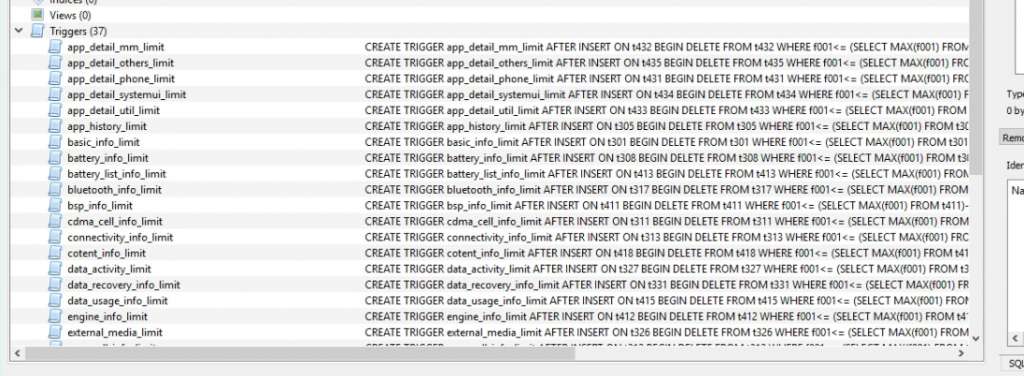 Views (0)
Triggers (37)
app_detail_mm_limit CREATE TRIGGER app_detail_mm_limit AFTER INSERT ON t432 BEGIN DELETE FROM t432 WHERE f001<= (SELECT MAX(f001) FROM
app_detail_others_limit CREATE TRIGGER app_detail_others_limit AFTER INSERT ON t435 BEGIN DELETE FROM t435 WHERE f001<= (SELECT MAX(f001) FRC
app_detail_phone_limit CREATE TRIGGER app_detail_phone_limit AFTER INSERT ON t431 BEGIN DELETE FROM t431 WHERE f001<= (SELECT MAX(f001) FRC
app_detail_systemui_limit CREATE TRIGGER app_detail_systemui_limit AFTER INSERT ON t434 BEGIN DELETE FROM t434 WHERE f001<= (SELECT MAX(f001) F
app_detail_util_limit CREATE TRIGGER app_detail_util_limit AFTER INSERT ON t433 BEGIN DELETE FROM t433 WHERE f001<= (SELECT MAX(f001) FROM
app_history_limit CREATE TRIGGER app_history_limit AFTER INSERT ON t305 BEGIN DELETE FROM t305 WHERE f001<= (SELECT MAX(f001) FROM t30
basic_info_limit CREATE TRIGGER basic_info_limit AFTER INSERT ON t301 BEGIN DELETE FROM t301 WHERE f001<= (SELECT MAX(f001) FROM t301
battery_info_limit CREATE TRIGGER battery_info_limit AFTER INSERT ON t308 BEGIN DELETE FROM t308 WHERE f001<= (SELECT MAX(f001) FROM t3
battery_list_info_limit CREATE TRIGGER battery_list_info_limit AFTER INSERT ON t413 BEGIN DELETE FROM t413 WHERE f001<= (SELECT MAX(f001) FROM
bluetooth_info_limit CREATE TRIGGER bluetooth_info_limit AFTER INSERT ON t317 BEGIN DELETE FROM t317 WHERE f001<= (SELECT MAX(f001) FROM
bsp_info_limit CREATE TRIGGER bsp_info_limit AFTER INSERT ON t411 BEGIN DELETE FROM t411 WHERE f001<= (SELECT MAX(f001) FROM t411)-
cdma_cell_info_limit CREATE TRIGGER cdma_cell_info_limit AFTER INSERT ON t311 BEGIN DELETE FROM t311 WHERE f001<= (SELECT MAX(f001) FROM
connectivity_info_limit CREATE TRIGGER connectivity_info_limit AFTER INSERT ON t313 BEGIN DELETE FROM t313 WHERE f001<= (SELECT MAX(f001) FRO
cotent_info_limit CREATE TRIGGER cotent_info_limit AFTER INSERT ON t418 BEGIN DELETE FROM t418 WHERE f001<= (SELECT MAX(f001) FROM t41
data_activity_limit CREATE TRIGGER data_activity_limit AFTER INSERT ON t327 BEGIN DELETE FROM t327 WHERE f001<= (SELECT MAX(f001) FROM t3
data_recovery_info_limit CREATE TRIGGER data_recovery_info_limit AFTER INSERT ON t331 BEGIN DELETE FROM t331 WHERE f001<= (SELECT MAX(f001) FR
data_usage_info_limit CREATE TRIGGER data_usage_info_limit AFTER INSERT ON t415 BEGIN DELETE FROM t415 WHERE f001<= (SELECT MAX(f001) FROM
engine_info_limit CREATE TRIGGER engine_info_limit AFTER INSERT ON t412 BEGIN DELETE FROM t412 WHERE f001<= (SELECT MAX(f001) FROM t4
external_media_limit CREATE TRIGGER external_media_limit AFTER INSERT ON t326 BEGIN DELETE FROM t326 WHERE f001<= (SELECT MAX(f001) FROM
Type
0 by
Remo
Iden
Na
SQL